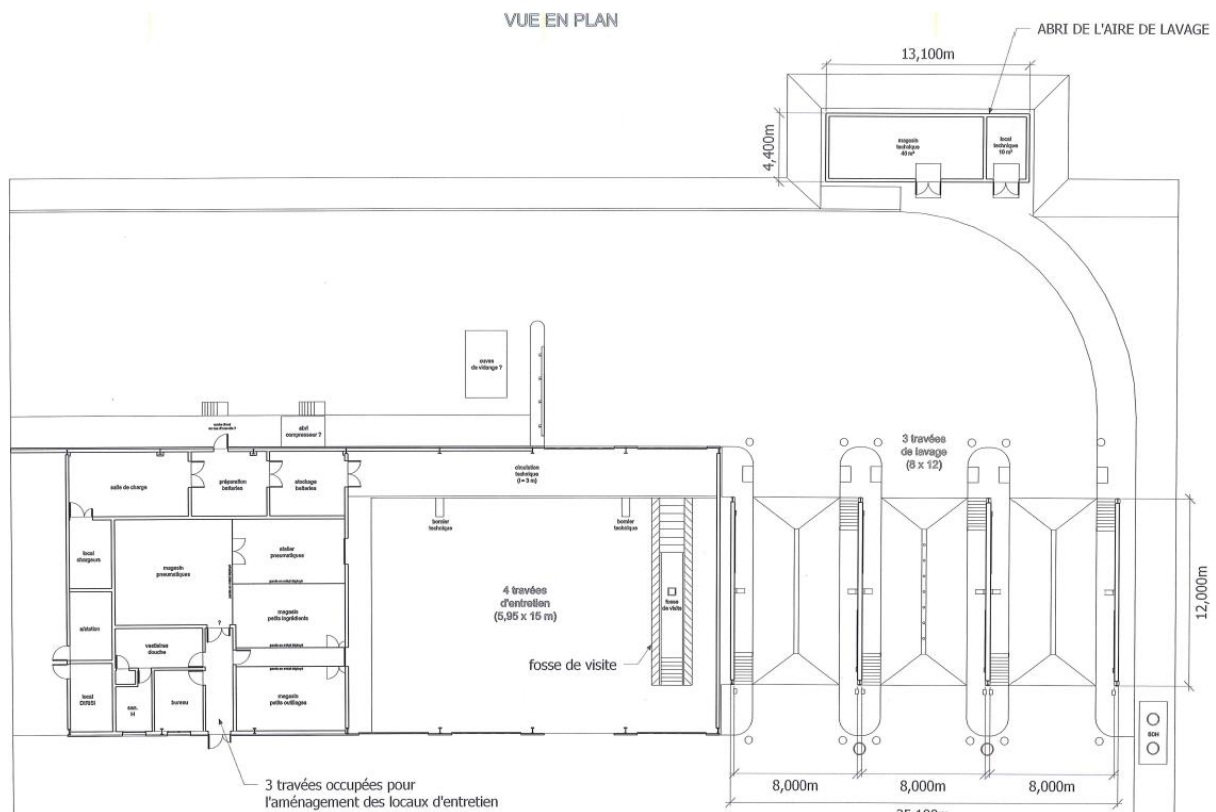 VUE EN PLAN
ABRI DE L'AIRE DE LAVAGE
13,100m
4,400m
magasin
technique
40 m²
local
technique
10 m²
cuves
de vidange ?
abri
compresseur ?
3 travées
de lavage
(8 x 12)
salle de charge
préparation
batteries
stockage
batteries
circulation
technique
(l = 3 m)
bornier
technique
bornier
technique
local
chargeurs
magasin
pneumatiques
atelier
pneumatiques
4 travées
d'entretien
(5,95 x 15 m)
fosse
de visite
12,000m
magasin
petits ingrédients
?
vestiaires
douche
fosse de visite
local
DIRISI
san.
H
bureau
magasin
petits outillages
SDH
3 travées occupées pour
l'aménagement des locaux d'entretien
8,000m
8,000m
8,000m